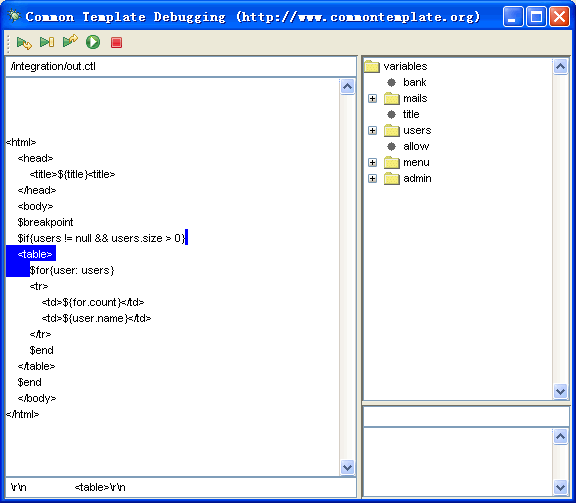 Common Template Debugging (http://www.commontemplate.org)
/integration/out.ctl
<html>
<head>
<title>${title}<title>
</head>
<body>
$breakpoint
$if{users != null && users.size > 0}
<table>
$for{user: users}
<tr>
<td>${for.count}</td>
<td>${user.name}</td>
</tr>
$end
</table>
$end
</body>
</html>
\r\n <table>\r\n
variables
bank
mails
title
users
allow
menu
admin